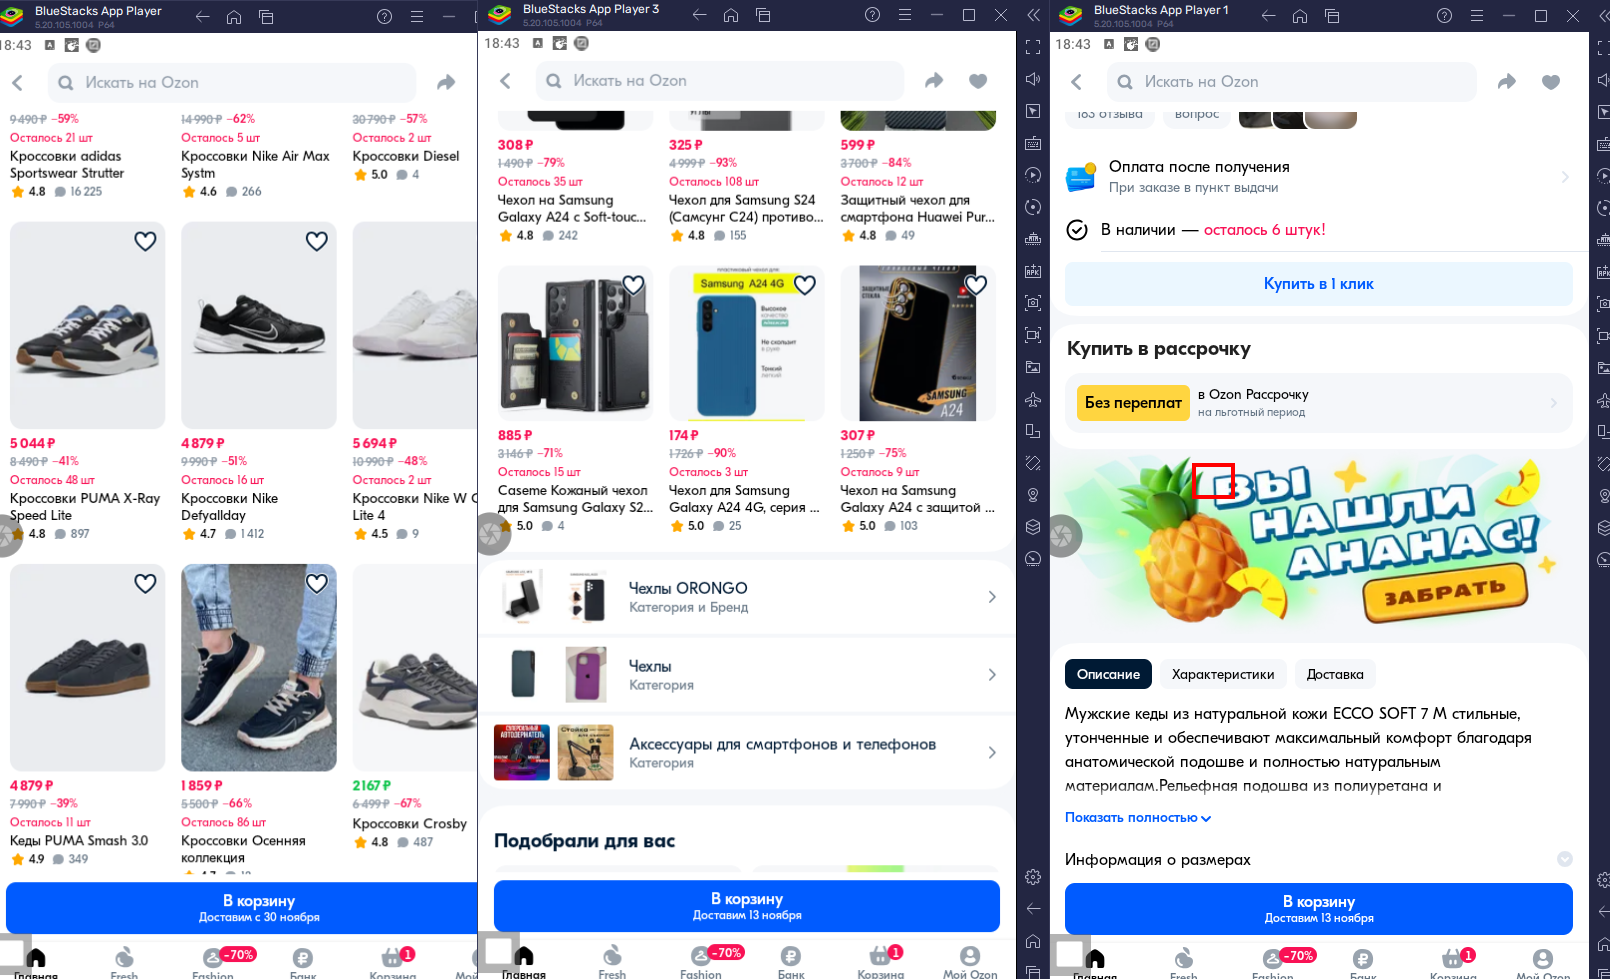 BlueStacks App Player
5.20.105.1004 P64
18:43
Искать на Ozon
9 490 ₽ −59%
Осталось 21 шт
Кроссовки adidas
Sportswear Strutter
4.8 16 225
14 990 ₽ −62%
Осталось 5 шт
Кроссовки Nike Air Max
Systm
4.6 266
30 790 ₽ −57%
Осталось 2 шт
Кроссовки Diesel
5.0 4
5 044 ₽
8 490 ₽ −41%
Осталось 48 шт
Кроссовки PUMA X-Ray
Speed Lite
4.8 897
4 879 ₽
9 990 ₽ −51%
Осталось 16 шт
Кроссовки Nike
Defyallday
4.7 1 412
5 694 ₽
10 990 ₽ −48%
Осталось 2 шт
Кроссовки Nike W C
Lite 4
4.5 9
4 879 ₽
7 990 ₽ −39%
Осталось 11 шт
Кеды PUMA Smash 3.0
4.9 349
1 859 ₽
5 500 ₽ −66%
Осталось 86 шт
Кроссовки Осенняя
коллекция
2 167 ₽
6 499 ₽ −67%
Кроссовки Crosby
4.8 487
В корзину
Доставим с 30 ноября
−70%
1
Главная Fresh Fashion Банк Корзина Мо
BlueStacks App Player 3
5.20.105.1004 P64
18:43
Искать на Ozon
308 ₽
1 490 ₽ −79%
Осталось 35 шт
Чехол на Samsung
Galaxy A24 с Soft-touc...
4.8 242
325 ₽
4 999 ₽ −93%
Осталось 108 шт
Чехол для Samsung S24
(Самсунг С24) противо...
4.8 155
599 ₽
3 700 ₽ −84%
Осталось 12 шт
Защитный чехол для
смартфона Huawei Pur...
4.8 49
Samsung A24 4G
Высокое
качество
Не скользит
в руке
Тонкий
легкий
SAMSUNG
A24
885 ₽
3 146 ₽ −71%
Осталось 15 шт
Caseme Кожаный чехол
для Samsung Galaxy S2...
5.0 4
174 ₽
1 726 ₽ −90%
Осталось 3 шт
Чехол для Samsung
Galaxy A24 4G, серия ...
5.0 25
307 ₽
1 250 ₽ −75%
Осталось 9 шт
Чехол на Samsung
Galaxy A24 с защитой ...
5.0 103
Чехлы ORONGO
Категория и Бренд
Чехлы
Категория
Аксессуары для смартфонов и телефонов
Категория
Подобрали для вас
В корзину
Доставим 13 ноября
−70%
1
Главная Fresh Fashion Банк Корзина Мой Ozon
BlueStacks App Player 1
5.20.105.1004 P64
18:43
Искать на Ozon
183 отзыва вопрос
Оплата после получения
При заказе в пункт выдачи
В наличии — осталось 6 штук!
Купить в 1 клик
Купить в рассрочку
Без переплат
в Ozon Рассрочку
на льготный период
ВЫ
НАШЛИ
АНАНАС!
ЗАБРАТЬ
Описание Характеристики Доставка
Мужские кеды из натуральной кожи ECCO SOFT 7 M стильные,
утонченные и обеспечивают максимальный комфорт благодаря
анатомической подошве и полностью натуральным
материалам.Рельефная подошва из полиуретана и
Показать полностью
Информация о размерах
В корзину
Доставим 13 ноября
−70%
1
Главная Fresh Fashion Банк Корзина Мой Ozon